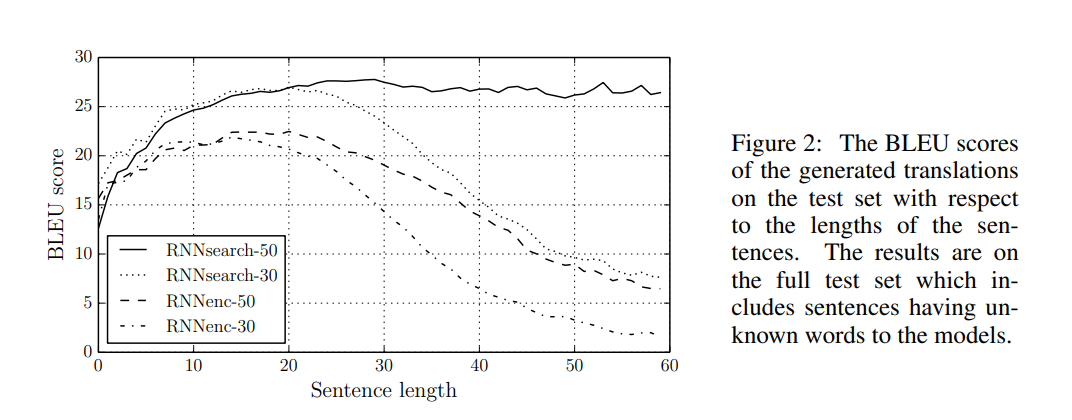 30
25
20
15
10
5
0
BLEU score
0 10 20 30 40 50 60
Sentence length
RNNsearch-50
RNNsearch-30
RNNenc-50
RNNenc-30
Figure 2: The BLEU scores
of the generated translations
on the test set with respect
to the lengths of the sen-
tences. The results are on
the full test set which in-
cludes sentences having un-
known words to the models.